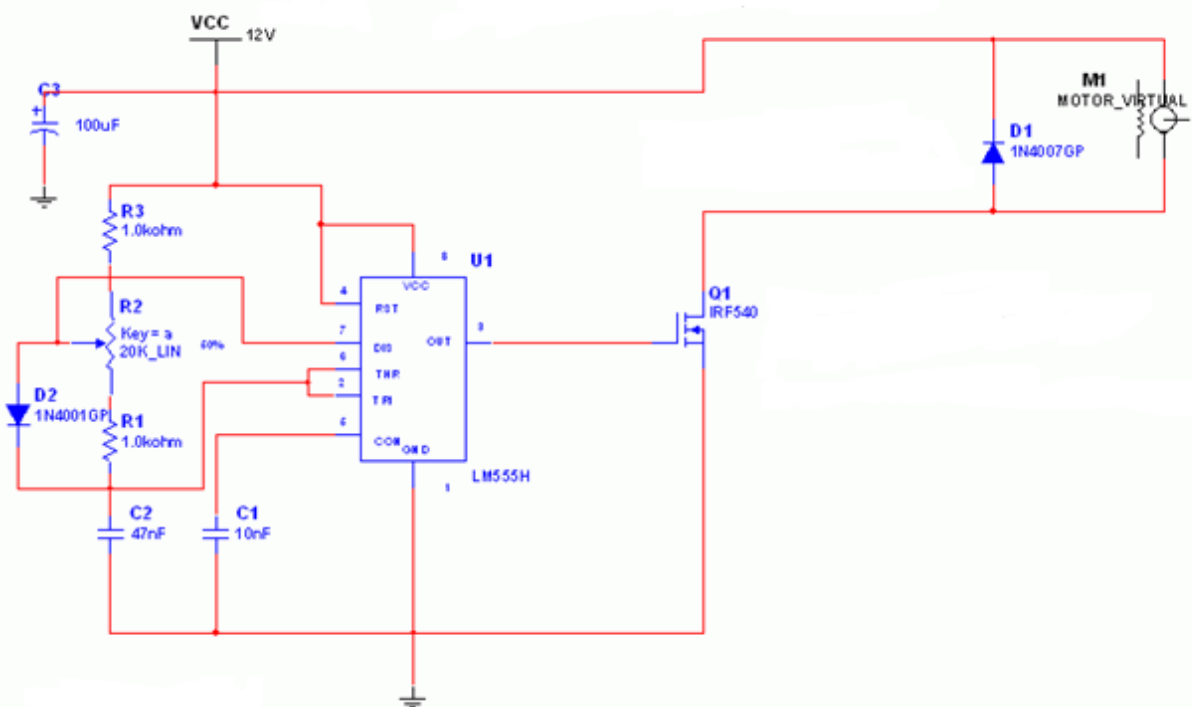 VCC
12V
C3
+
100uF
M1
MOTOR_VIRTUAL
D1
1N4007GP
R3
1.0kohm
8
U1
VCC
4
RST
Q1
IRF540
R2
Key = a
20K_LIN
50%
7
DIS
OUT
3
6
THR
2
TRI
D2
1N4001GP
R1
1.0kohm
5
CON
GND
1
LM555H
C2
47nF
C1
10nF